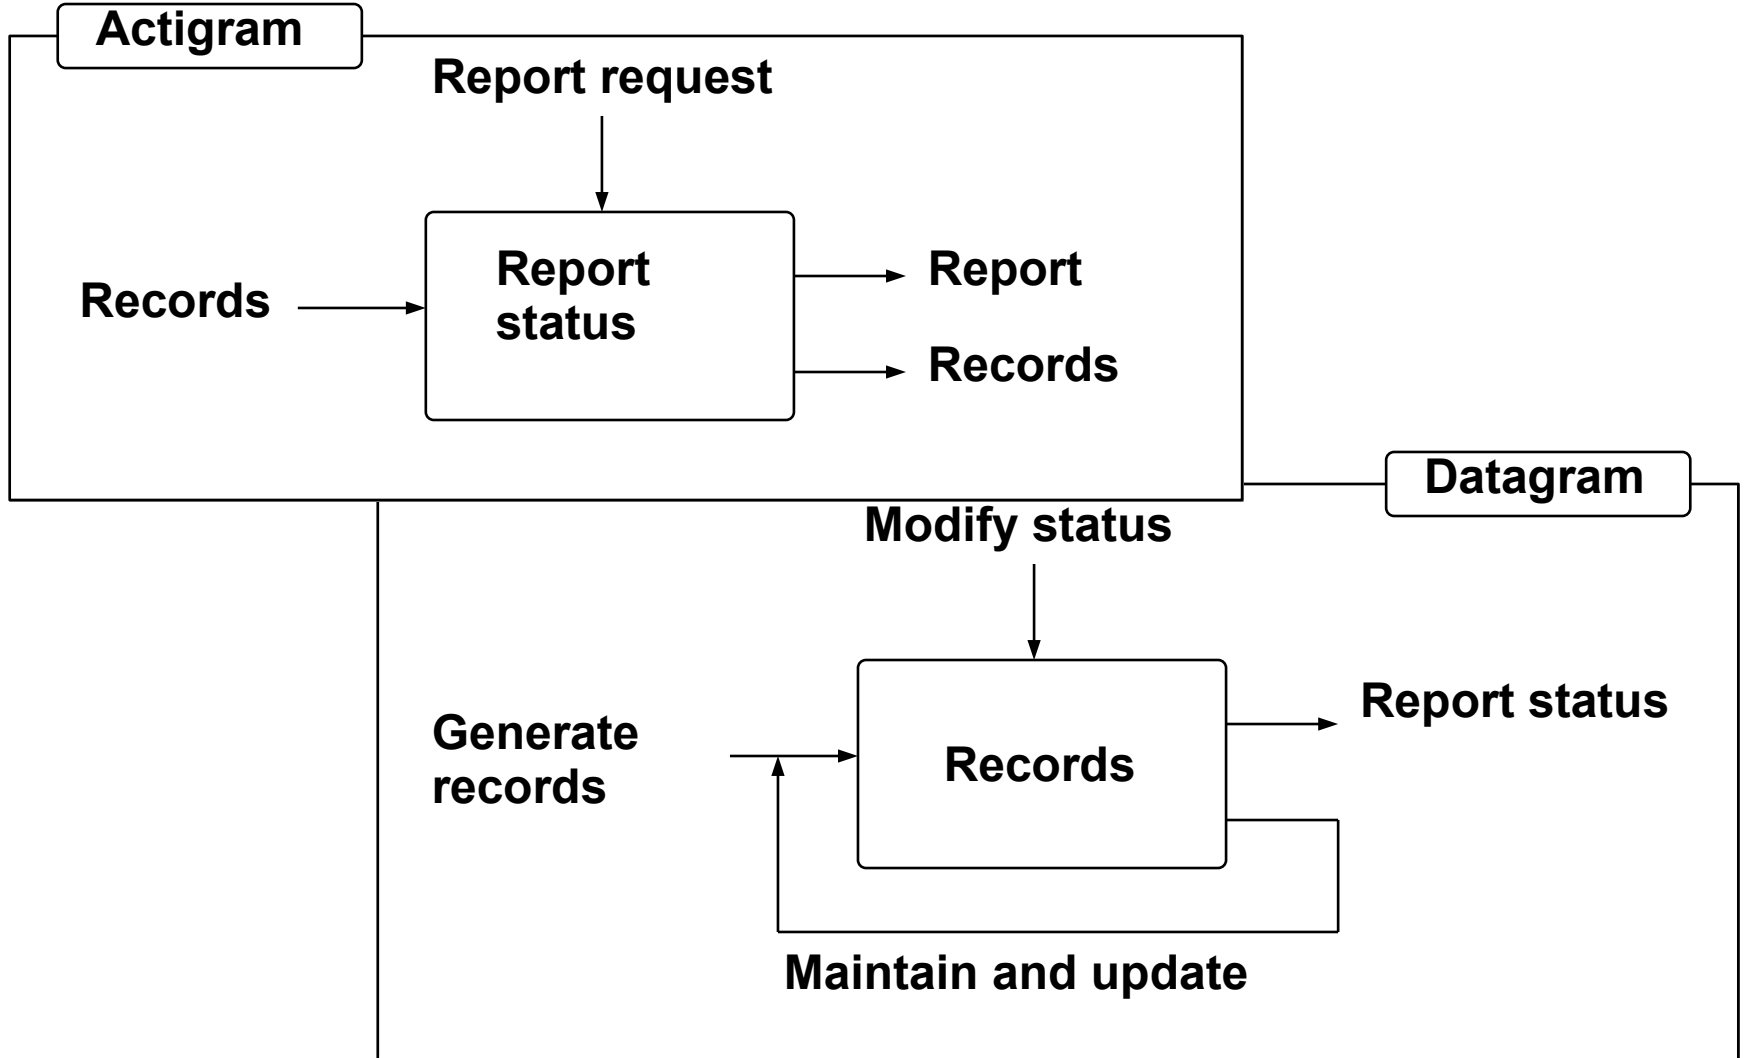 Actigram
Report request
Records
Report
status
Report
Records
Datagram
Modify status
Generate
records
Records
Report status
Maintain and update